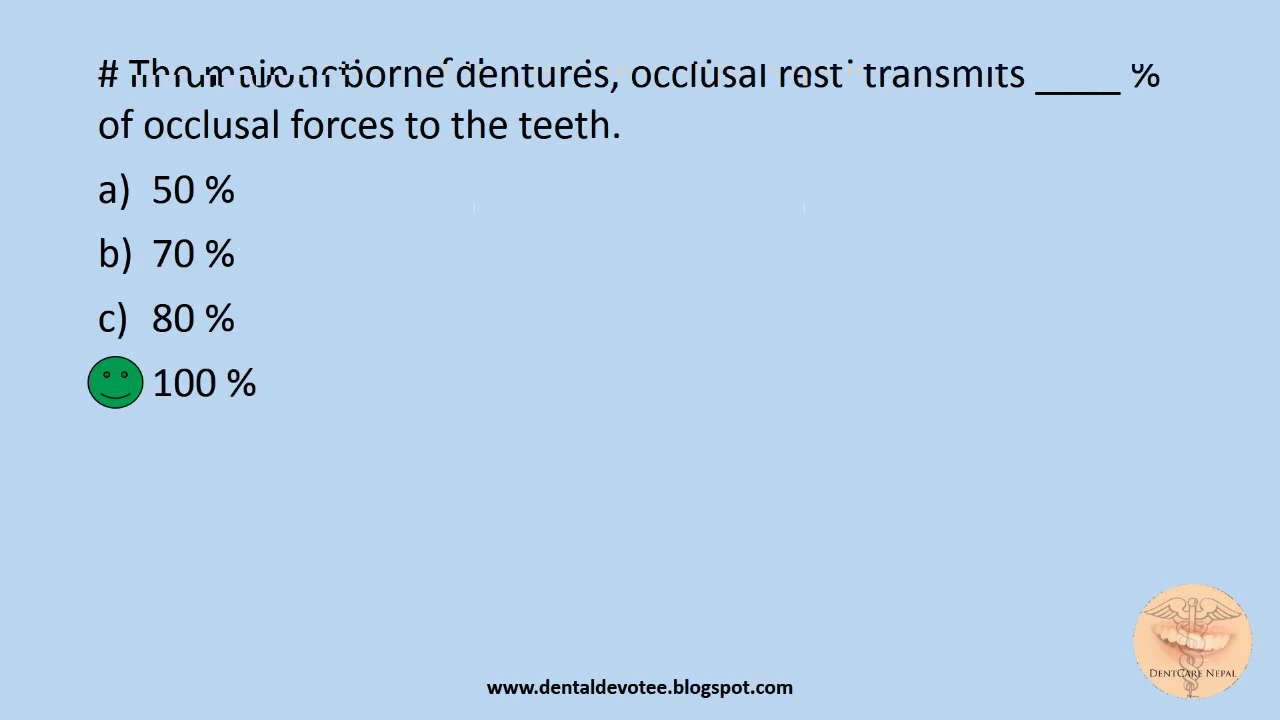 # dentures, occlusal rest transmits ____ %
of occlusal forces to the teeth.
a) 50 %
b) 70 %
c) 80 %
100 %
DENTCARE NEPAL
www.dentaldevotee.blogspot.com